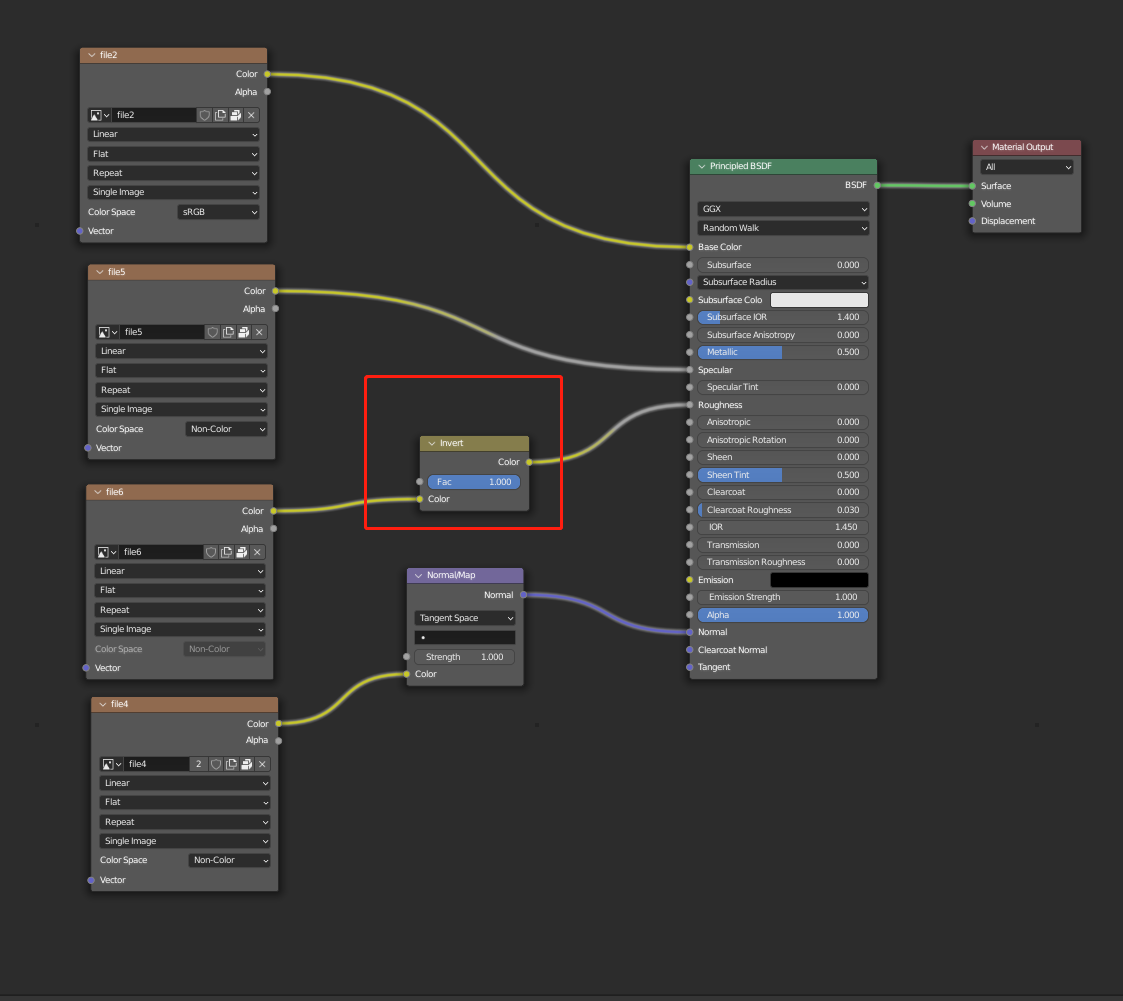 file2
Color
Alpha
file2
Linear
Flat
Repeat
Single Image
Color Space sRGB
Vector
file5
Color
Alpha
file5
Linear
Flat
Repeat
Single Image
Color Space Non-Color
Vector
file6
Color
Alpha
file6
Linear
Flat
Repeat
Single Image
Color Space Non-Color
Vector
file4
Color
Alpha
file4 2
Linear
Flat
Repeat
Single Image
Color Space Non-Color
Vector
Invert
Color
Fac 1.000
Color
Normal/Map
Normal
Tangent Space
Strength 1.000
Color
Principled BSDF
BSDF
GGX
Random Walk
Base Color
Subsurface 0.000
Subsurface Radius
Subsurface Colo
Subsurface IOR 1.400
Subsurface Anisotropy 0.000
Metallic 0.500
Specular
Specular Tint 0.000
Roughness
Anisotropic 0.000
Anisotropic Rotation 0.000
Sheen 0.000
Sheen Tint 0.500
Clearcoat 0.000
Clearcoat Roughness 0.030
IOR 1.450
Transmission 0.000
Transmission Roughness 0.000
Emission
Emission Strength 1.000
Alpha 1.000
Normal
Clearcoat Normal
Tangent
Material Output
All
Surface
Volume
Displacement